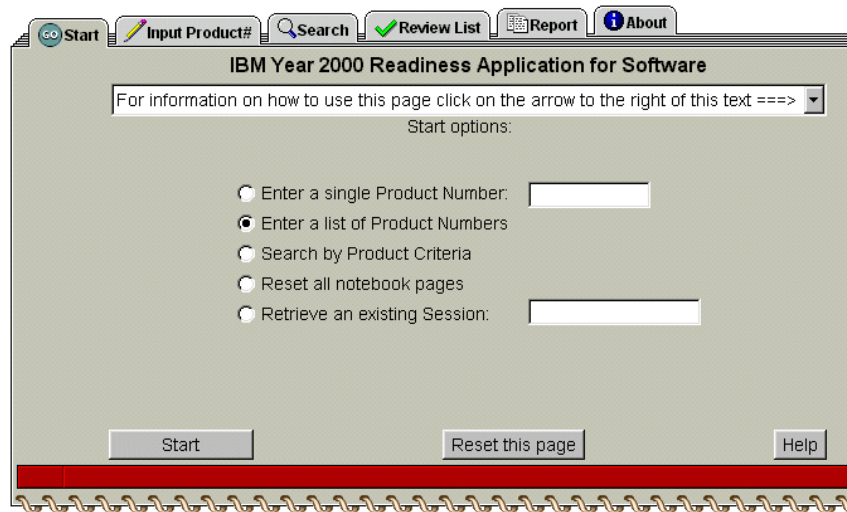 GO Start Input Product# Search Review List Report i About
IBM Year 2000 Readiness Application for Software
For information on how to use this page click on the arrow to the right of this text ===>
Start options:
Enter a single Product Number:
Enter a list of Product Numbers
Search by Product Criteria
Reset all notebook pages
Retrieve an existing Session:
Start Reset this page Help